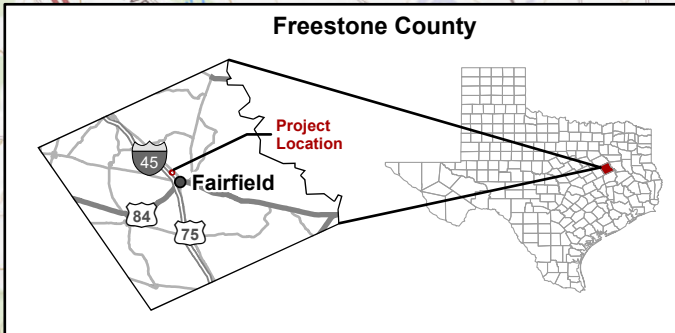 Freestone County
Project
Location
45
Fairfield
84
75